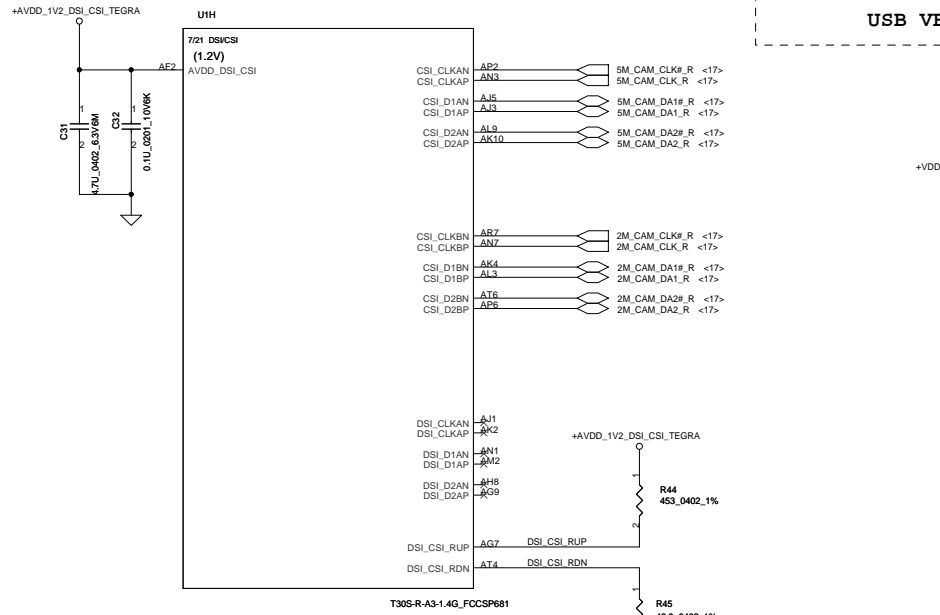 +AVDD_1V2_DSI_CSI_TEGRA
U1H
USB VE
7/21 DSI/CSI
(1.2V)
AF2 AVDD_DSI_CSI
CSI_CLKAN AP2 5M_CAM_CLK#_R <17>
CSI_CLKAP AN3 5M_CAM_CLK_R <17>
CSI_D1AN AJ5 5M_CAM_DA1#_R <17>
CSI_D1AP AJ3 5M_CAM_DA1_R <17>
CSI_D2AN AL9 5M_CAM_DA2#_R <17>
CSI_D2AP AK10 5M_CAM_DA2_R <17>
1 C31 2 4.7U_0402_6.3V6M
1 C32 2 0.1U_0201_10V6K
+VDD
CSI_CLKBN AR7 2M_CAM_CLK#_R <17>
CSI_CLKBP AN7 2M_CAM_CLK_R <17>
CSI_D1BN AK4 2M_CAM_DA1#_R <17>
CSI_D1BP AL3 2M_CAM_DA1_R <17>
CSI_D2BN AT6 2M_CAM_DA2#_R <17>
CSI_D2BP AP6 2M_CAM_DA2_R <17>
DSI_CLKAN AJ1
DSI_CLKAP AK2
DSI_D1AN AN1
DSI_D1AP AM2
DSI_D2AN AH8
DSI_D2AP AG9
+AVDD_1V2_DSI_CSI_TEGRA
1
R44
453_0402_1%
2
DSI_CSI_RUP AG7 DSI_CSI_RUP
DSI_CSI_RDN AT4 DSI_CSI_RDN
1
T30S-R-A3-1.4G_FCCSP681
R45